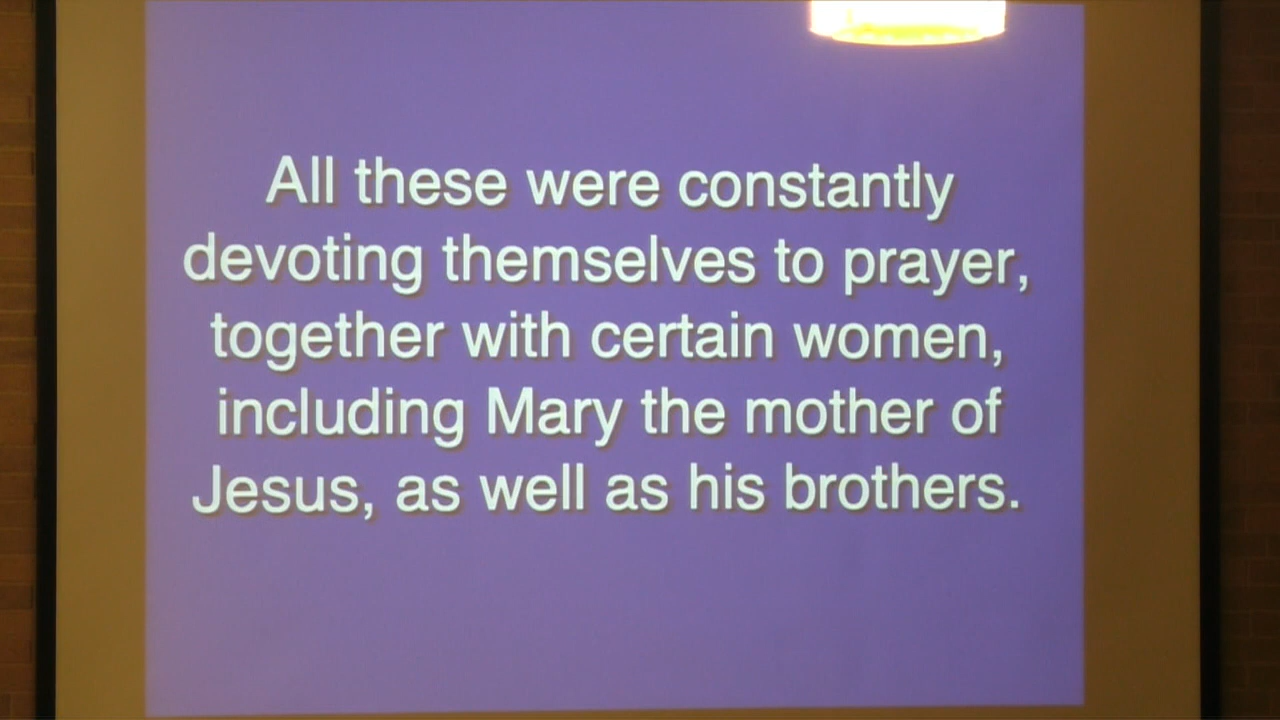 All these were constantly
devoting themselves to prayer,
together with certain women,
including Mary the mother of
Jesus, as well as his brothers.